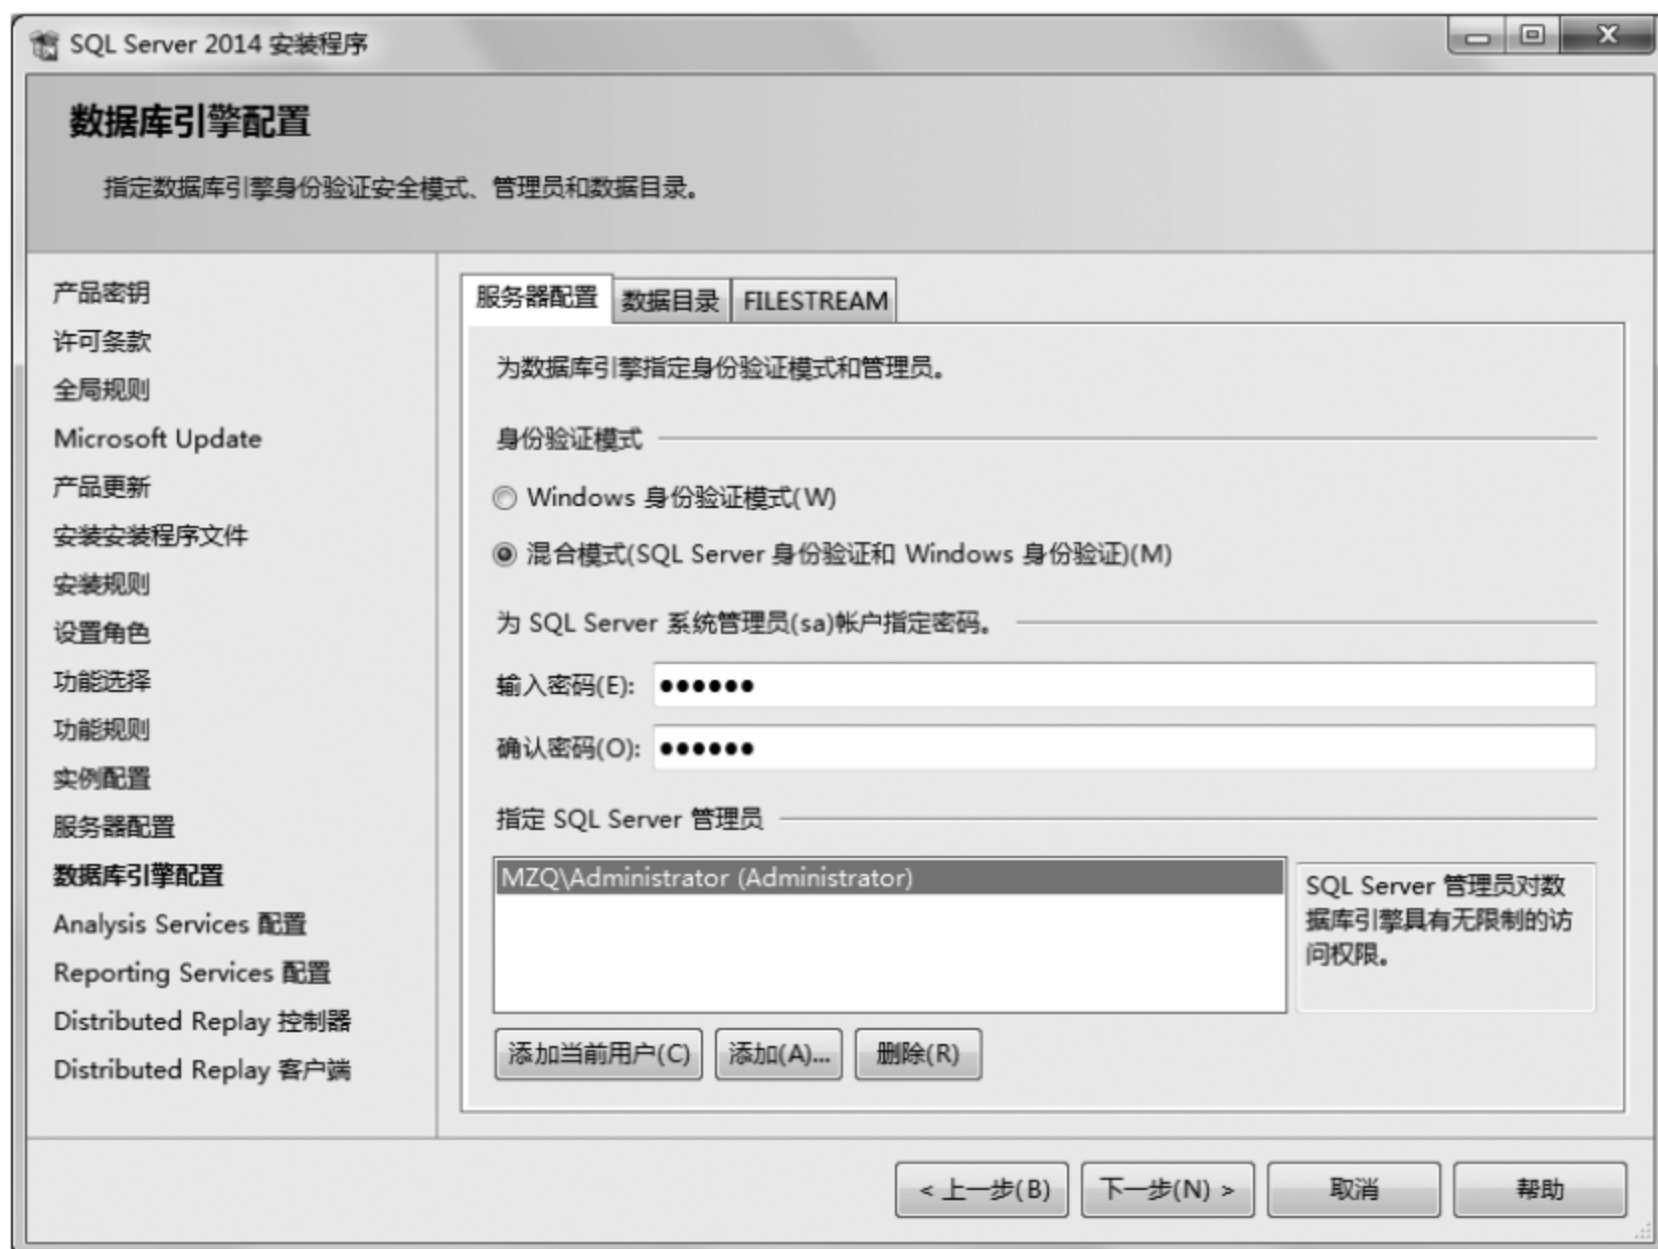 SQL Server 2014 安装程序
数据库引擎配置
指定数据库引擎身份验证安全模式、管理员和数据目录。
产品密钥
许可条款
全局规则
Microsoft Update
产品更新
安装安装程序文件
安装规则
设置角色
功能选择
功能规则
实例配置
服务器配置
数据库引擎配置
Analysis Services 配置
Reporting Services 配置
Distributed Replay 控制器
Distributed Replay 客户端
服务器配置 数据目录 FILESTREAM
为数据库引擎指定身份验证模式和管理员。
身份验证模式
Windows 身份验证模式(W)
混合模式(SQL Server 身份验证和 Windows 身份验证)(M)
为 SQL Server 系统管理员(sa)帐户指定密码。
输入密码(E): ●●●●●●
确认密码(O): ●●●●●●
指定 SQL Server 管理员
MZQ\Administrator (Administrator)
SQL Server 管理员对数
据库引擎具有无限制的访
问权限。
添加当前用户(C) 添加(A)... 删除(R)
< 上一步(B) 下一步(N) > 取消 帮助